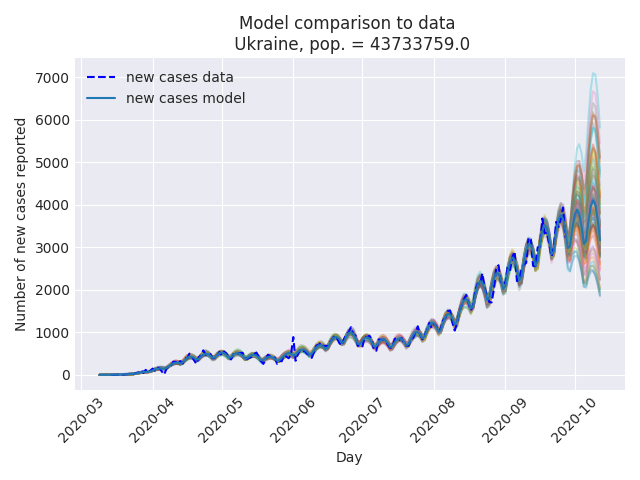 Model comparison to data
Ukraine, pop. = 43733759.0
new cases data
new cases model
Number of new cases reported
7000
6000
5000
4000
3000
2000
1000
0
2020-03
2020-04
2020-05
2020-06
2020-07
2020-08
2020-09
2020-10
Day